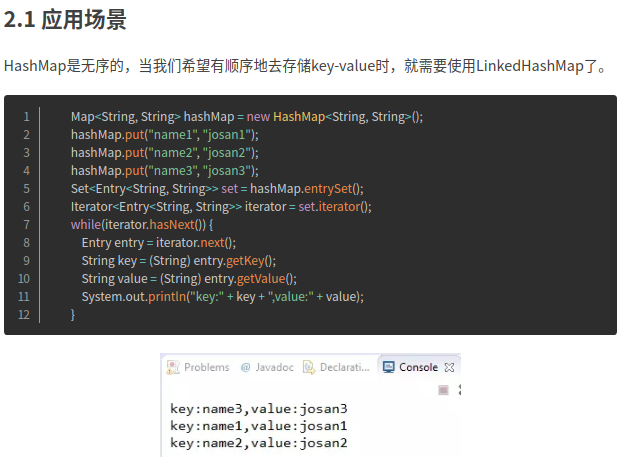 2.1 应用场景
HashMap是无序的，当我们希望有顺序地去存储key-value时，就需要使用LinkedHashMap了。
1 Map<String, String> hashMap = new HashMap<String, String>();
2 hashMap.put("name1", "josan1");
3 hashMap.put("name2", "josan2");
4 hashMap.put("name3", "josan3");
5 Set<Entry<String, String>> set = hashMap.entrySet();
6 Iterator<Entry<String, String>> iterator = set.iterator();
7 while(iterator.hasNext()) {
8 Entry entry = iterator.next();
9 String key = (String) entry.getKey();
10 String value = (String) entry.getValue();
11 System.out.println("key:" + key + ",value:" + value);
12 }
Problems @ Javadoc Declarati... Console
key:name3,value:josan3
key:name1,value:josan1
key:name2,value:josan2